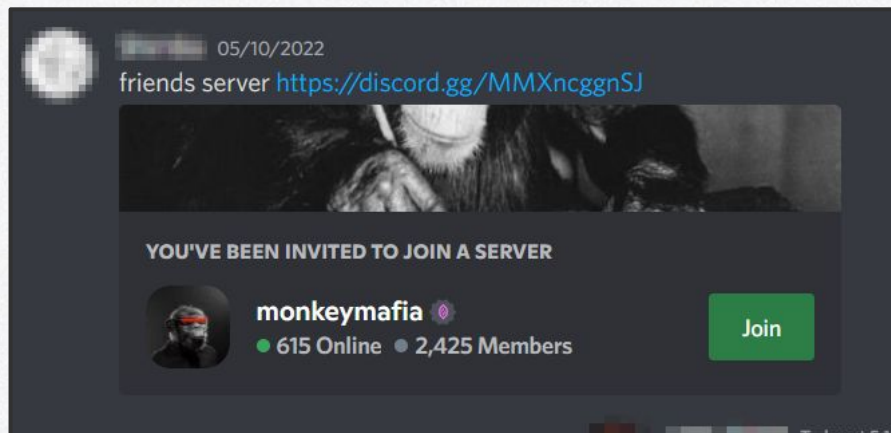 05/10/2022
friends server https://discord.gg/MMXncggnSJ
YOU'VE BEEN INVITED TO JOIN A SERVER
monkeymafia
615 Online 2,425 Members
Join